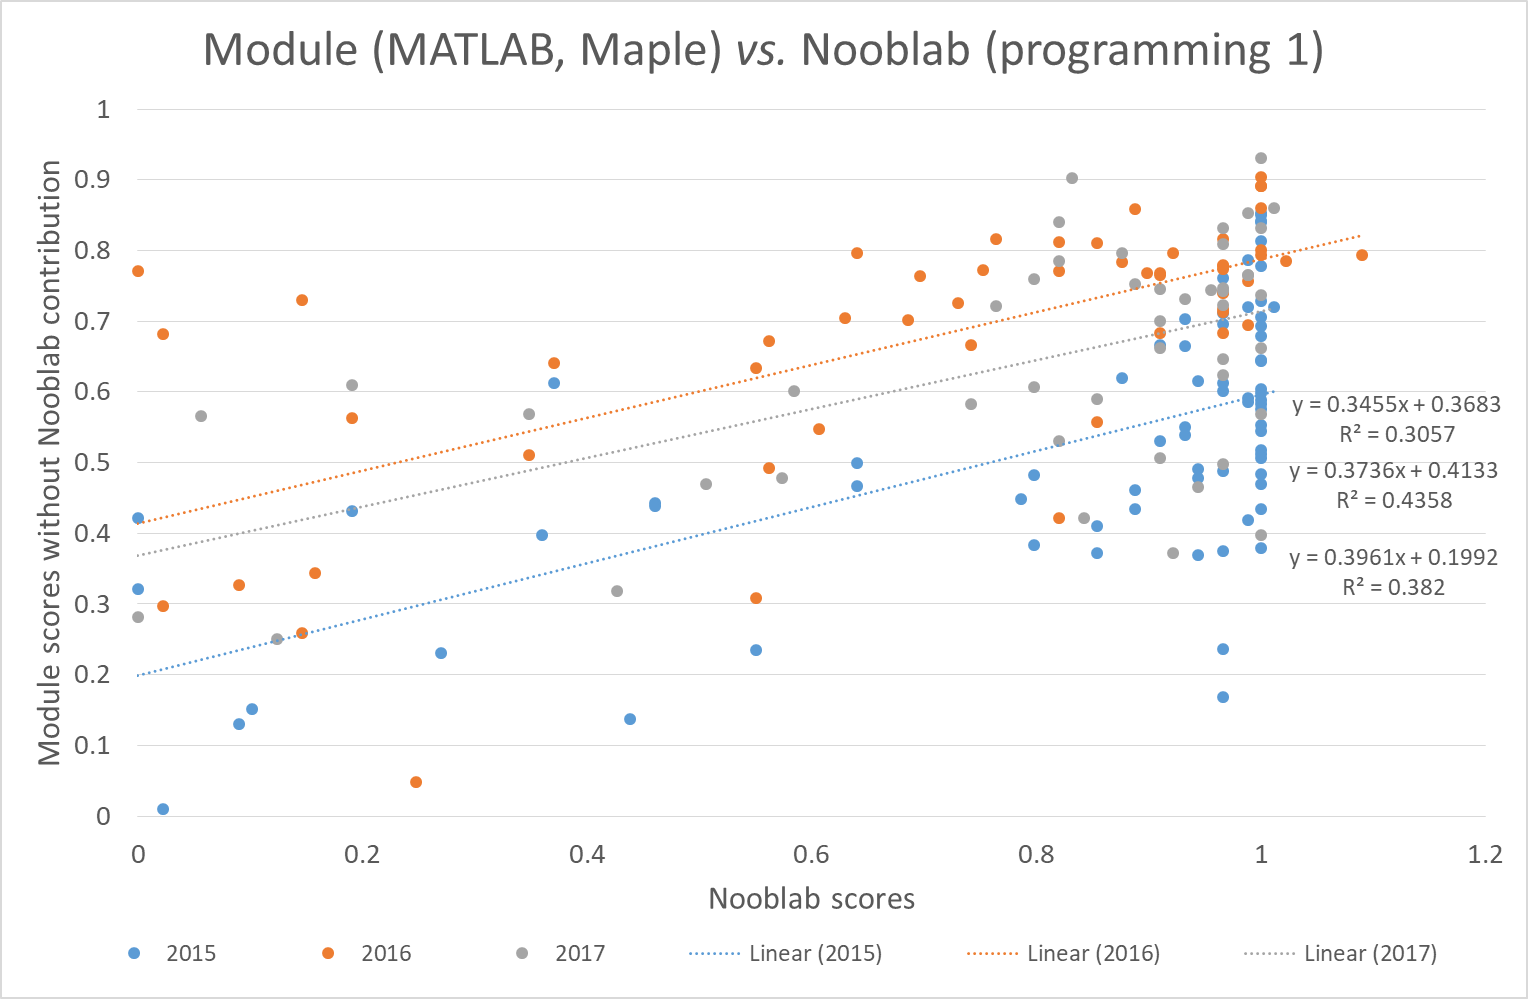 Module (MATLAB, Maple) vs. Nooblab (programming 1)
Module scores without Nooblab contribution
1
0.9
0.8
0.7
0.6
0.5
0.4
0.3
0.2
0.1
0
y = 0.3455x + 0.3683
R² = 0.3057
y = 0.3736x + 0.4133
R² = 0.4358
y = 0.3961x + 0.1992
R² = 0.382
0 0.2 0.4 0.6 0.8 1 1.2
Nooblab scores
2015 2016 2017 Linear (2015) Linear (2016) Linear (2017)